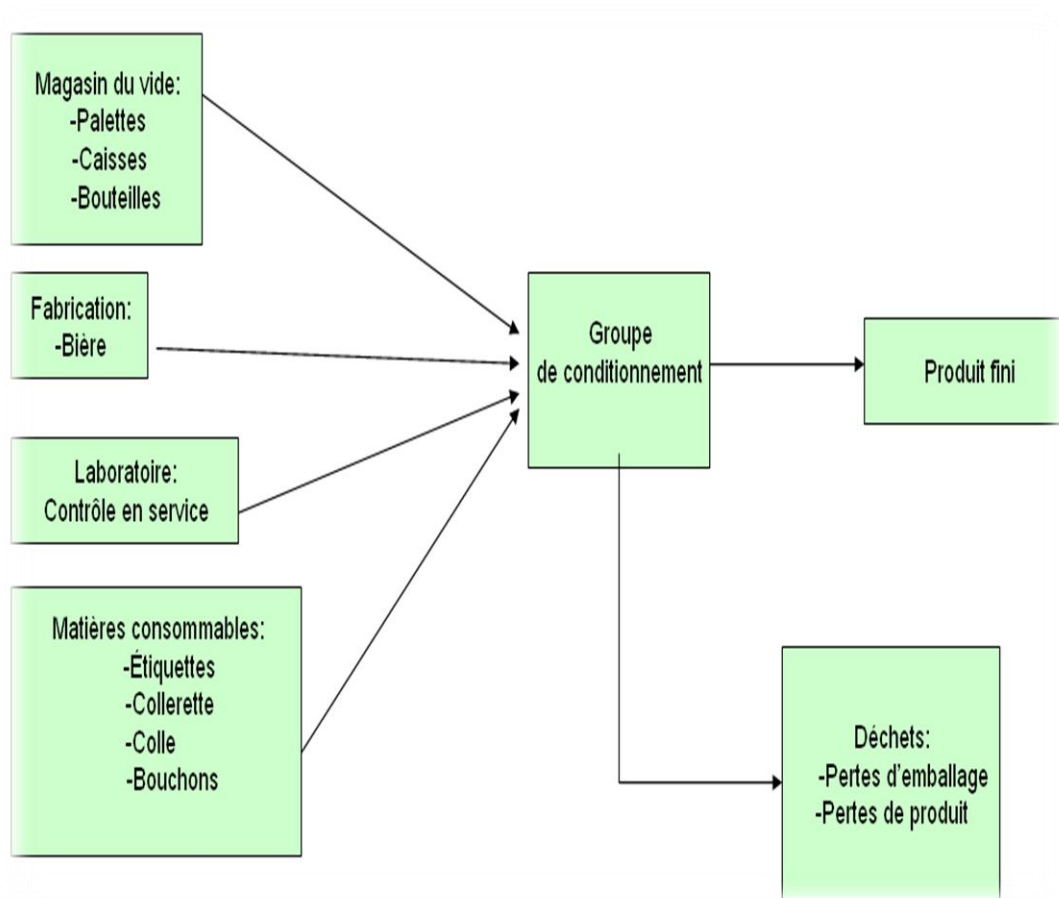 Magasin du vide:
-Palettes
-Caisses
-Bouteilles
Fabrication:
-Bière
Laboratoire:
Contrôle en service
Matières consommables:
-Étiquettes
-Collerette
-Colle
-Bouchons
Groupe
de conditionnement
Produit fini
Déchets:
-Pertes d'emballage
-Pertes de produit